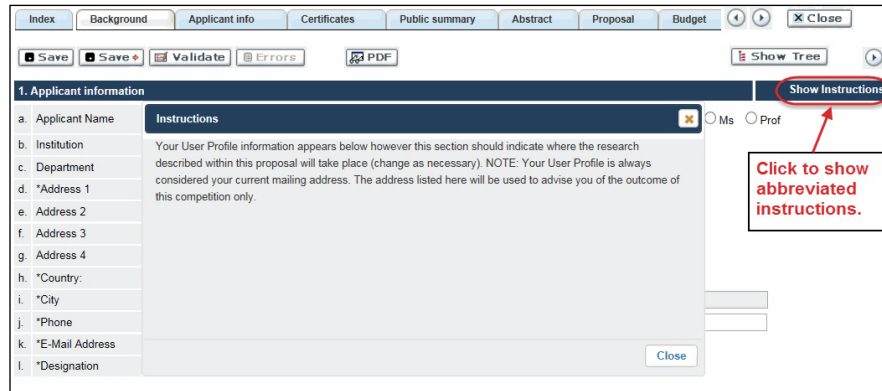 Index Background Applicant info Certificates Public summary Abstract Proposal Budget X Close
Save Save Validate Errors PDF Show Tree
1. Applicant information Show Instructions
a. Applicant Name
Instructions
Ms Prof
b. Institution
c. Department
d. *Address 1
e. Address 2
f. Address 3
g. Address 4
h. *Country:
i. *City
j. *Phone
k. *E-Mail Address
l. *Designation
Your User Profile information appears below however this section should indicate where the research
described within this proposal will take place (change as necessary). NOTE: Your User Profile is always
considered your current mailing address. The address listed here will be used to advise you of the outcome of
this competition only.
Close
Click to show
abbreviated
instructions.